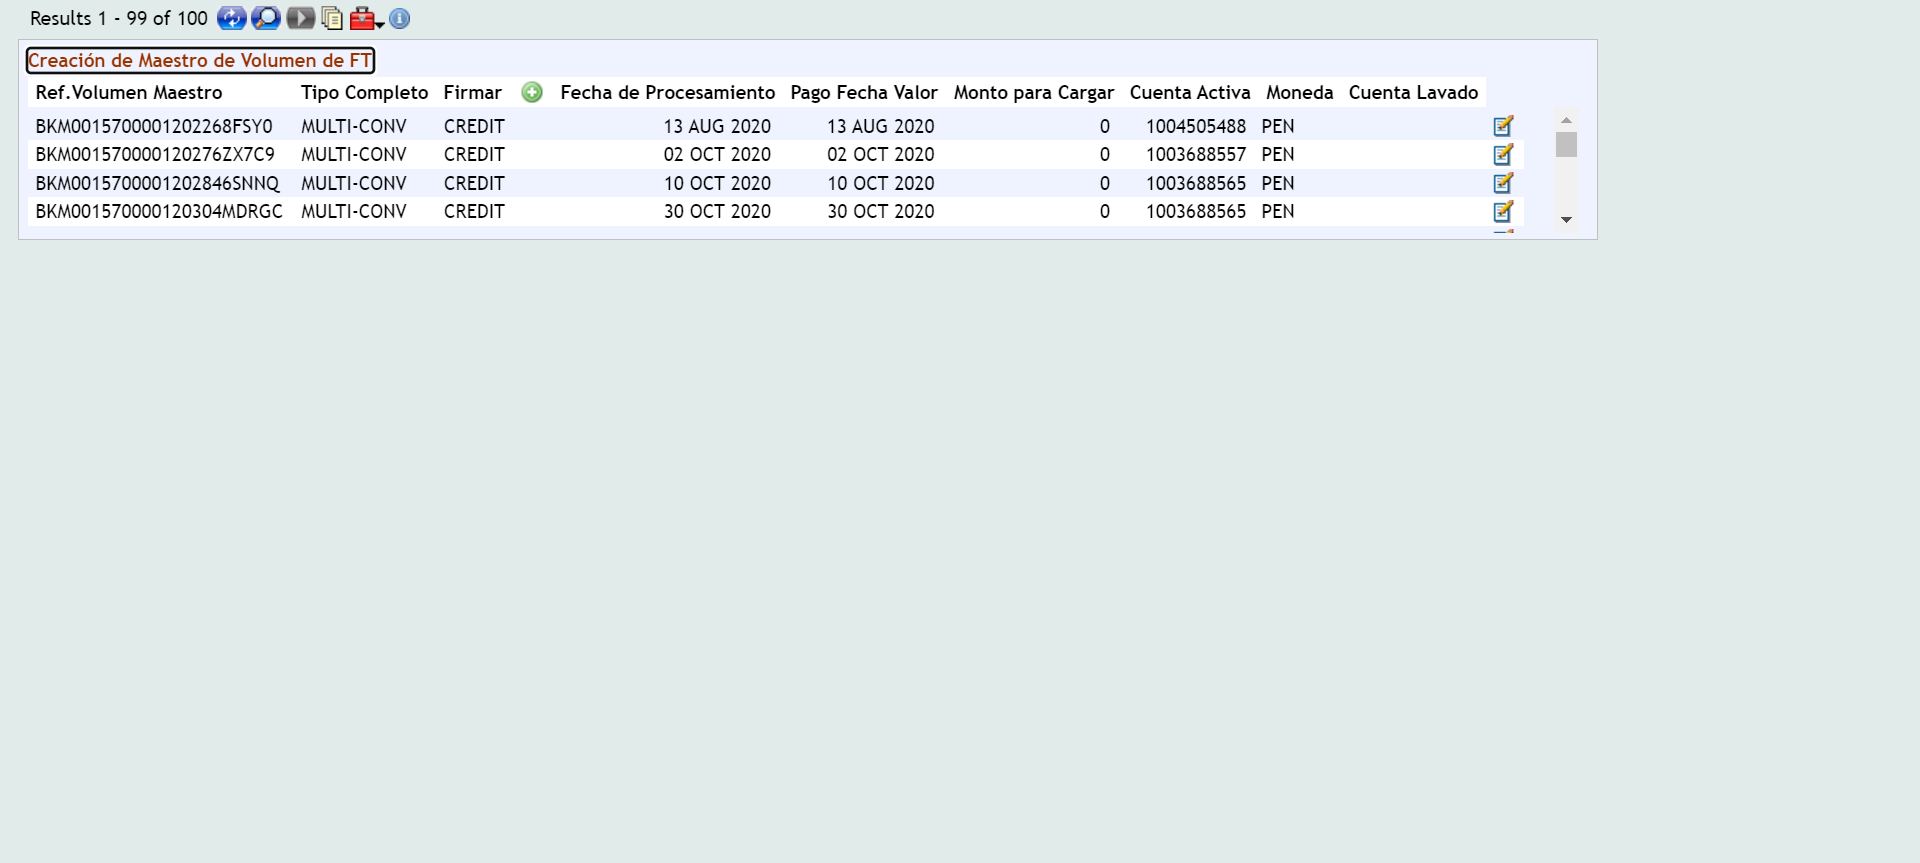 Results 1 - 99 of 100
Creación de Maestro de Volumen de FT
Ref.Volumen Maestro Tipo Completo Firmar Fecha de Procesamiento Pago Fecha Valor Monto para Cargar Cuenta Activa Moneda Cuenta Lavado
BKM0015700001202268FSY0 MULTI-CONV CREDIT 13 AUG 2020 13 AUG 2020 0 1004505488 PEN
BKM001570000120276ZX7C9 MULTI-CONV CREDIT 02 OCT 2020 02 OCT 2020 0 1003688557 PEN
BKM0015700001202846SNNQ MULTI-CONV CREDIT 10 OCT 2020 10 OCT 2020 0 1003688565 PEN
BKM001570000120304MDRGC MULTI-CONV CREDIT 30 OCT 2020 30 OCT 2020 0 1003688565 PEN